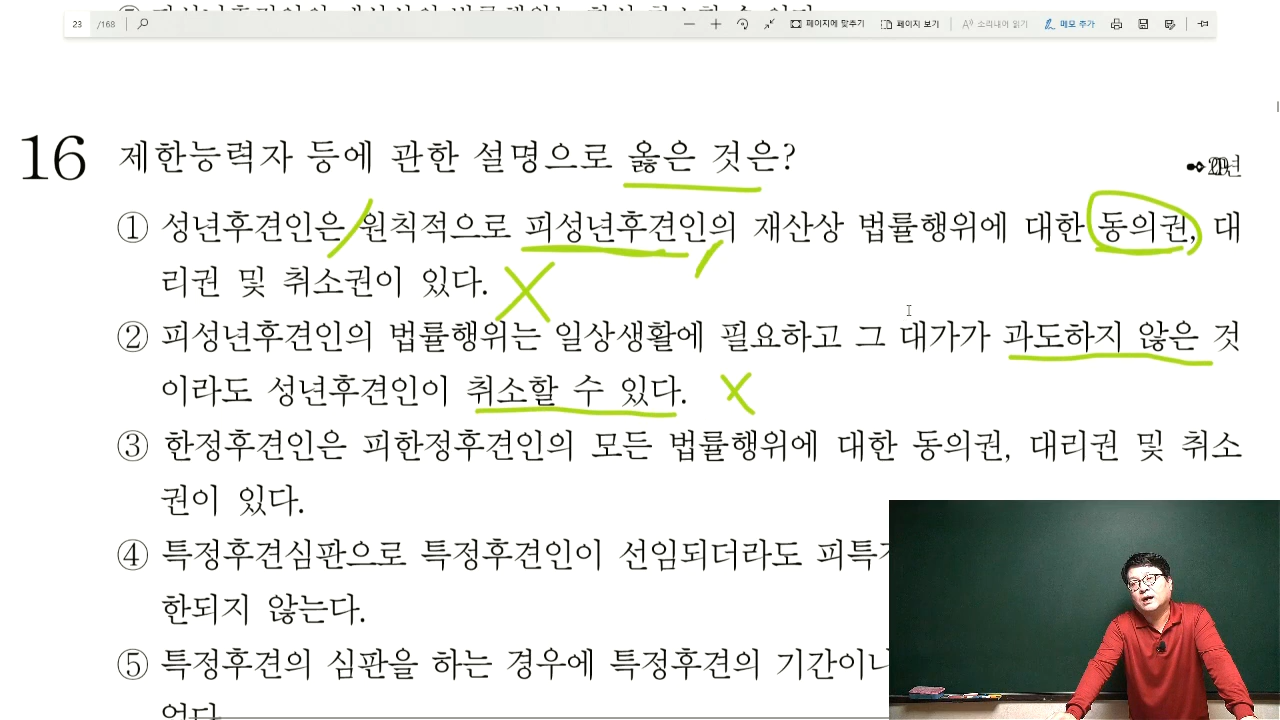 23 /168 페이지에 맞추기 페이지 보기 소리내어 읽기 메모 추가
16 제한능력자 등에 관한 설명으로 옳은 것은?
① 성년후견인은 원칙적으로 피성년후견인의 재산상 법률행위에 대한 동의권, 대
리권 및 취소권이 있다.
② 피성년후견인의 법률행위는 일상생활에 필요하고 그 대가가 과도하지 않은 것
이라도 성년후견인이 취소할 수 있다.
③ 한정후견인은 피한정후견인의 모든 법률행위에 대한 동의권, 대리권 및 취소
권이 있다.
④ 특정후견심판으로 특정후견인이 선임되더라도
한되지 않는다.
⑤ 특정후견의 심판을 하는 경우에 특정후견의